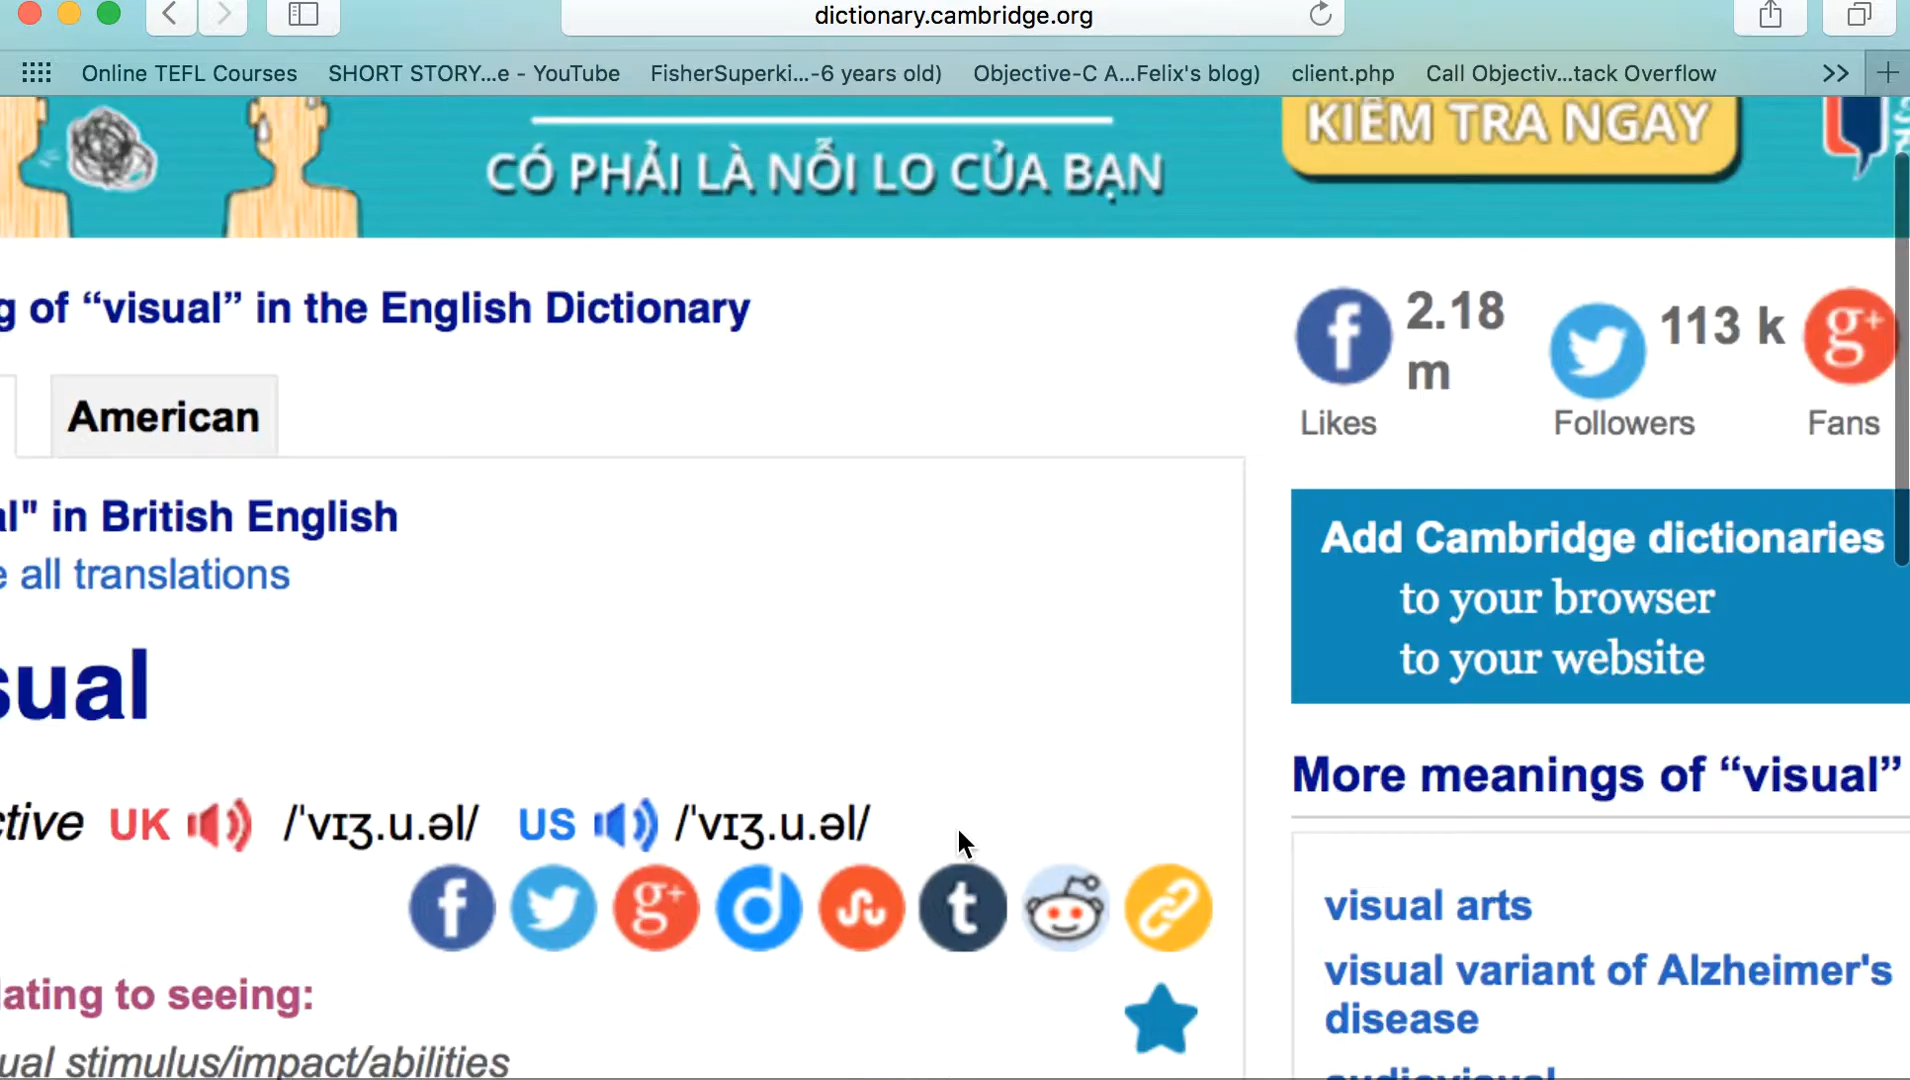 dictionary.cambridge.org
Online TEFL Courses SHORT STORY...e - YouTube FisherSuperki...-6 years old) Objective-C A...Felix's blog) client.php Call Objectiv...tack Overflow
KIỂM TRA NGAY
CÓ PHẢI LÀ NỖI LO CỦA BẠN
g of “visual” in the English Dictionary
2.18 m
Likes
113 k
Followers
g+
Fans
American
al" in British English
e all translations
Add Cambridge dictionaries
to your browser
to your website
sual
More meanings of “visual”
ctive UK /ˈvɪʒ.u.əl/ US /ˈvɪʒ.u.əl/
visual arts
visual variant of Alzheimer's
disease
audiovisual
lating to seeing:
ual stimulus/impact/abilities